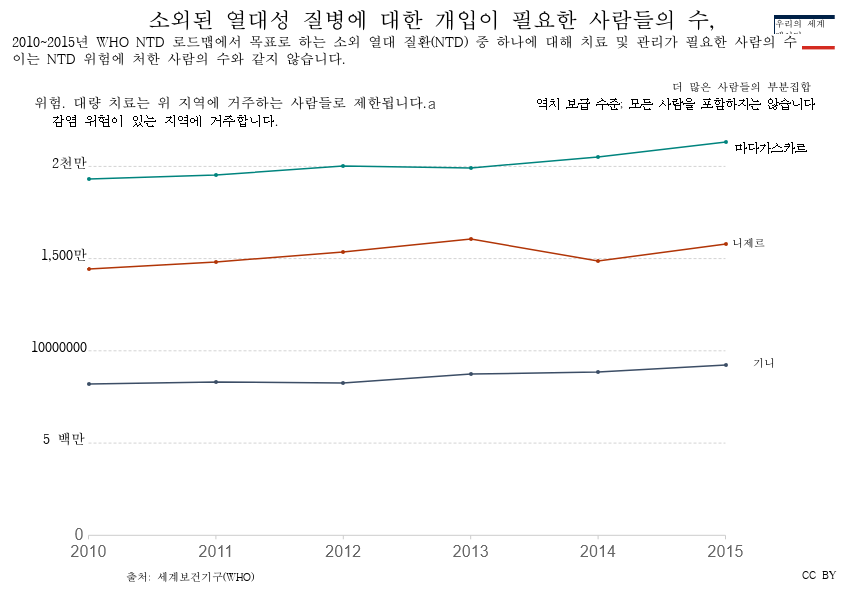 소외된 열대성 질병에 대한 개입이 필요한 사람들의 수,
우리의 세계
2010~2015년 WHO NTD 로드맵에서 목표로 하는 소외 열대 질환(NTD) 중 하나에 대해 치료 및 관리가 필요한 사람의 수
이는 NTD 위험에 처한 사람의 수와 같지 않습니다.
더 많은 사람들의 부분집합
위험. 대량 치료는 위 지역에 거주하는 사람들로 제한됩니다.a
역치 보급 수준; 모든 사람을 포함하지는 않습니다
감염 위험이 있는 지역에 거주합니다.
마다가스카르
2천만
니제르
1,500만
10000000
기니
5 백만
0
2010 2011 2012 2013 2014 2015
출처: 세계보건기구(WHO)
CC BY